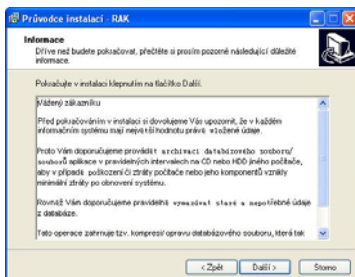 Průvodce instalací - RAK
Informace
Dříve než budete pokračovat, přečtěte si prosím pozorně následující důležité
informace.
Pokračujte v instalaci klepnutím na tlačítko Další.
Vážený zákazníku
Před pokračováním v instalaci si dovolujeme Vás upozornit, že v každém
informačním systému mají největší hodnotu právě vložené údaje.
Proto Vám doporučujeme provádět archivaci databázového souboru/
souborů aplikace v pravidelných intervalech na CD nebo HDD jiného počítače,
aby v případě poškození či ztráty počítače nebo jeho komponentů vznikly
minimální ztráty po obnovení systému.
Rovněž Vám doporučujeme pravidelně vymazávat staré a nepotřebné údaje
z databáze.
Tato operace zahrnuje tzv. kompresi/opravu databázového souboru, která tak
< Zpět
Další >
Storno